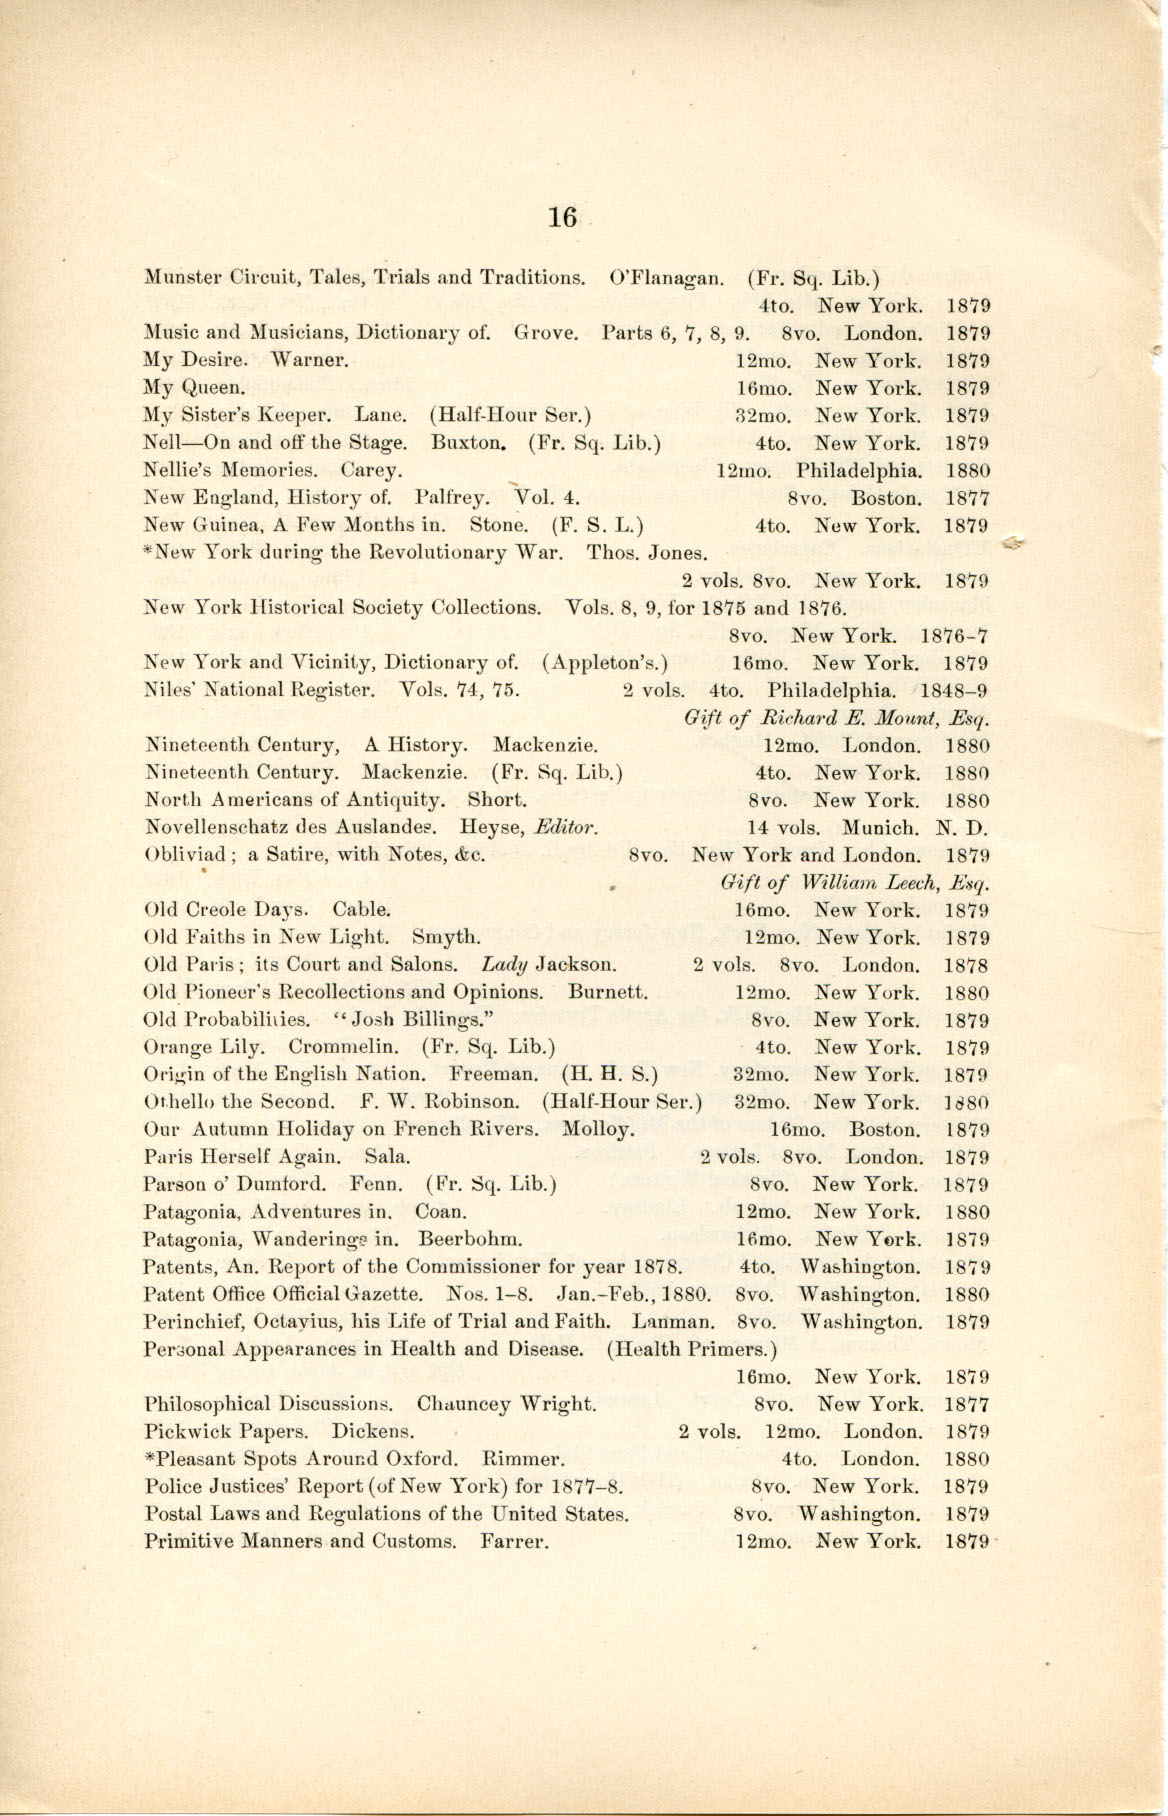 16
Munster Circuit, Tales, Trials and Traditions. O'Flanagan. (Fr. Sq. Lib.)
4to. New York. 1879
Music and Musicians, Dictionary of. Grove. Parts 6, 7, 8, 9. 8vo. London. 1879
My Desire. Warner. 12mo. New York. 1879
My Queen. 16mo. New York. 1879
My Sister's Keeper. Lane. (Half-Hour Ser.) 32mo. New York. 1879
Nell—On and off the Stage. Buxton. (Fr. Sq. Lib.) 4to. New York. 1879
Nellie's Memories. Carey. 12mo. Philadelphia. 1880
New England, History of. Palfrey. Vol. 4. 8vo. Boston. 1877
New Guinea, A Few Months in. Stone. (F. S. L.) 4to. New York. 1879
*New York during the Revolutionary War. Thos. Jones.
2 vols. 8vo. New York. 1879
New York Historical Society Collections. Vols. 8, 9, for 1875 and 1876.
8vo. New York. 1876-7
New York and Vicinity, Dictionary of. (Appleton's.) 16mo. New York. 1879
Niles' National Register. Vols. 74, 75. 2 vols. 4to. Philadelphia. 1848-9
Gift of Richard E. Mount, Esq.
Nineteenth Century, A History. Mackenzie. 12mo. London. 1880
Nineteenth Century. Mackenzie. (Fr. Sq. Lib.) 4to. New York. 1880
North Americans of Antiquity. Short. 8vo. New York. 1880
Novellenschatz des Auslandes. Heyse, Editor. 14 vols. Munich. N. D.
Obliviad; a Satire, with Notes, &c. 8vo. New York and London. 1879
Gift of William Leech, Esq.
Old Creole Days. Cable. 16mo. New York. 1879
Old Faiths in New Light. Smyth. 12mo. New York. 1879
Old Paris; its Court and Salons. Lady Jackson. 2 vols. 8vo. London. 1878
Old Pioneer's Recollections and Opinions. Burnett. 12mo. New York. 1880
Old Probabilities. "Josh Billings." 8vo. New York. 1879
Orange Lily. Crommelin. (Fr. Sq. Lib.) 4to. New York. 1879
Origin of the English Nation. Freeman. (H. H. S.) 32mo. New York. 1879
Othello the Second. F. W. Robinson. (Half-Hour Ser.) 32mo. New York. 1880
Our Autumn Holiday on French Rivers. Molloy. 16mo. Boston. 1879
Paris Herself Again. Sala. 2 vols. 8vo. London. 1879
Parson o' Dumford. Fenn. (Fr. Sq. Lib.) 8vo. New York. 1879
Patagonia, Adventures in. Coan. 12mo. New York. 1880
Patagonia, Wanderings in. Beerbohm. 16mo. New York. 1879
Patents, An. Report of the Commissioner for year 1878. 4to. Washington. 1879
Patent Office Official Gazette. Nos. 1-8. Jan.-Feb., 1880. 8vo. Washington. 1880
Perinchief, Octavius, his Life of Trial and Faith. Lanman. 8vo. Washington. 1879
Personal Appearances in Health and Disease. (Health Primers.)
16mo. New York. 1879
Philosophical Discussions. Chauncey Wright. 8vo. New York. 1877
Pickwick Papers. Dickens. 2 vols. 12mo. London. 1879
*Pleasant Spots Around Oxford. Rimmer. 4to. London. 1880
Police Justices' Report (of New York) for 1877-8. 8vo. New York. 1879
Postal Laws and Regulations of the United States. 8vo. Washington. 1879
Primitive Manners and Customs. Farrer. 12mo. New York. 1879